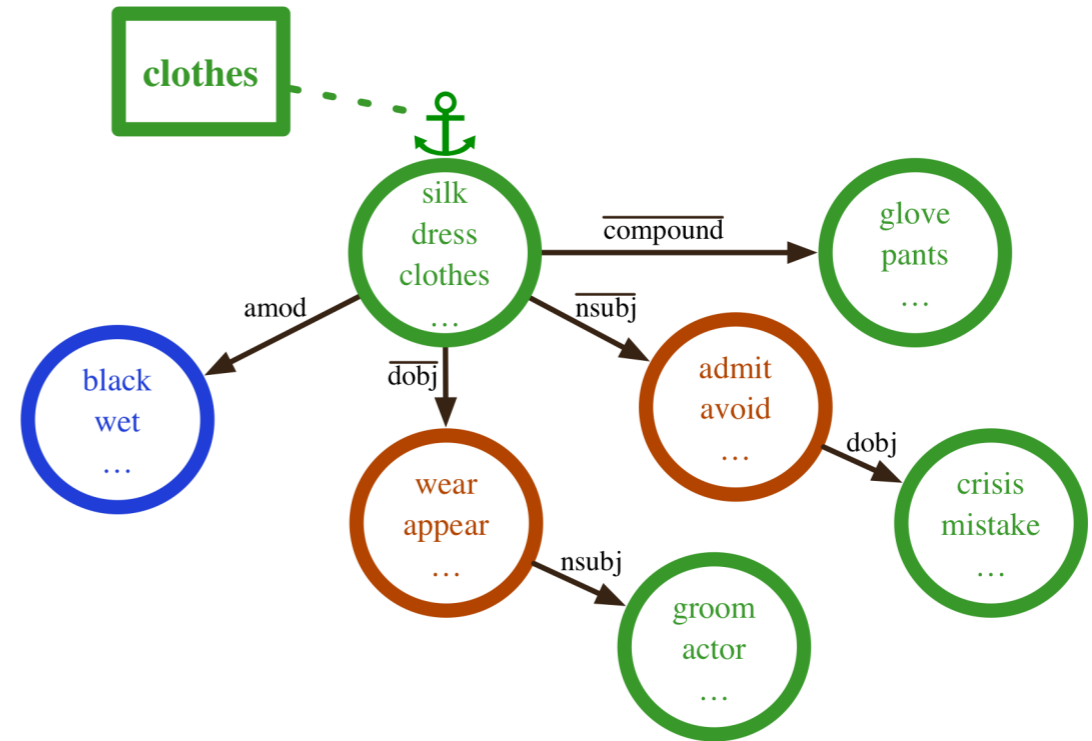 clothes
silk
dress
clothes
…
compound
glove
pants
…
amod
nsubj
dobj
black
wet
…
admit
avoid
…
dobj
wear
appear
…
crisis
mistake
…
nsubj
groom
actor
…